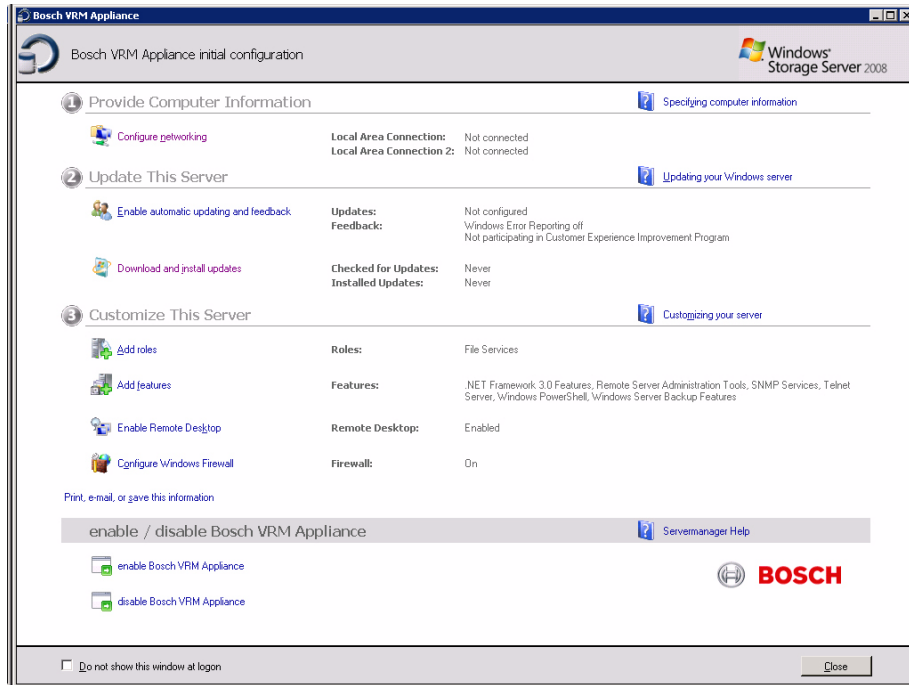 Bosch VRM Appliance
Bosch VRM Appliance initial configuration
Windows
Storage Server 2008
1 Provide Computer Information
Specifying computer information
Configure networking
Local Area Connection: Not connected
Local Area Connection 2: Not connected
2 Update This Server
Updating your Windows server
Enable automatic updating and feedback
Updates: Not configured
Feedback: Windows Error Reporting off
Not participating in Customer Experience Improvement Program
Download and install updates
Checked for Updates: Never
Installed Updates: Never
3 Customize This Server
Customizing your server
Add roles
Roles: File Services
Add features
Features: .NET Framework 3.0 Features, Remote Server Administration Tools, SNMP Services, Telnet
Server, Windows PowerShell, Windows Server Backup Features
Enable Remote Desktop
Remote Desktop: Enabled
Configure Windows Firewall
Firewall: On
Print, e-mail, or save this information
enable / disable Bosch VRM Appliance
Servermanager Help
enable Bosch VRM Appliance
BOSCH
disable Bosch VRM Appliance
Do not show this window at logon
Close